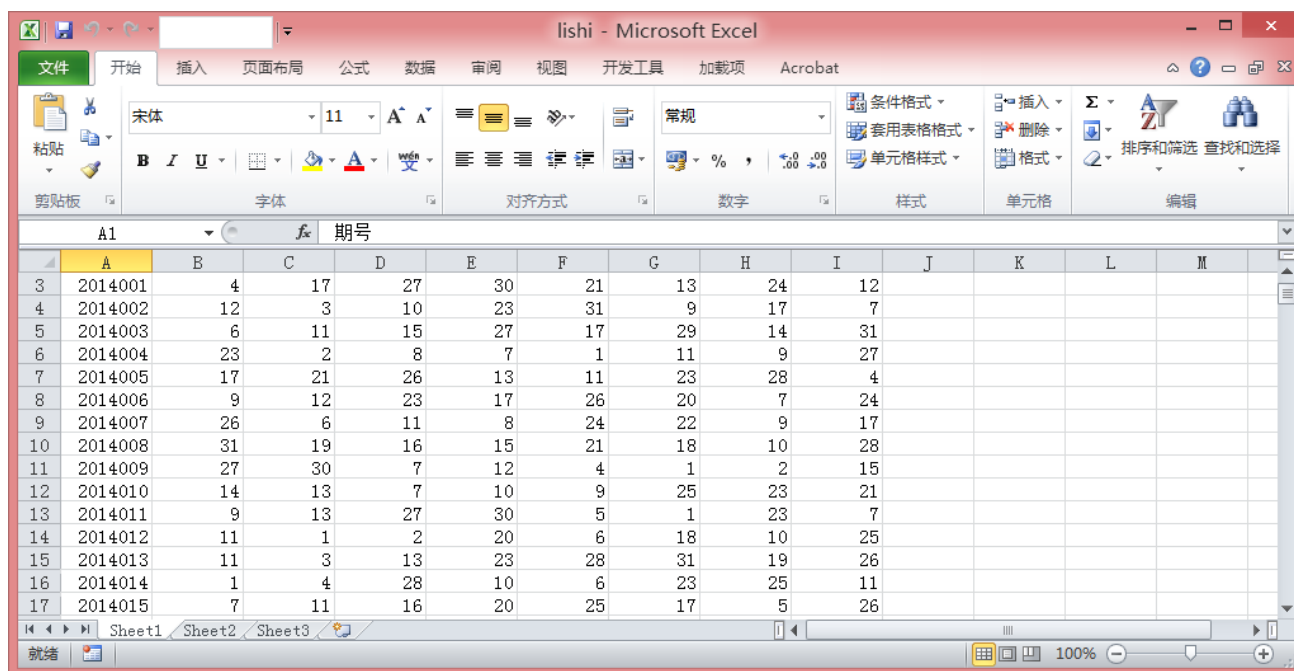 lishi - Microsoft Excel
文件 开始 插入 页面布局 公式 数据 审阅 视图 开发工具 加载项 Acrobat
宋体 11 A A 常规 条件格式 插入 Σ
粘贴 套用表格格式 删除 排序和筛选 查找和选择
B I U A wén 文 % , .00 .0 单元格样式 格式
剪贴板 字体 对齐方式 数字 样式 单元格 编辑
A1 fx 期号
A B C D E F G H I J K L M
3 2014001 4 17 27 30 21 13 24 12
4 2014002 12 3 10 23 31 9 17 7
5 2014003 6 11 15 27 17 29 14 31
6 2014004 23 2 8 7 1 11 9 27
7 2014005 17 21 26 13 11 23 28 4
8 2014006 9 12 23 17 26 20 7 24
9 2014007 26 6 11 8 24 22 9 17
10 2014008 31 19 16 15 21 18 10 28
11 2014009 27 30 7 12 4 1 2 15
12 2014010 14 13 7 10 9 25 23 21
13 2014011 9 13 27 30 5 1 23 7
14 2014012 11 1 2 20 6 18 10 25
15 2014013 11 3 13 23 28 31 19 26
16 2014014 1 4 28 10 6 23 25 11
17 2014015 7 11 16 20 25 17 5 26
Sheet1 Sheet2 Sheet3
就绪 100%